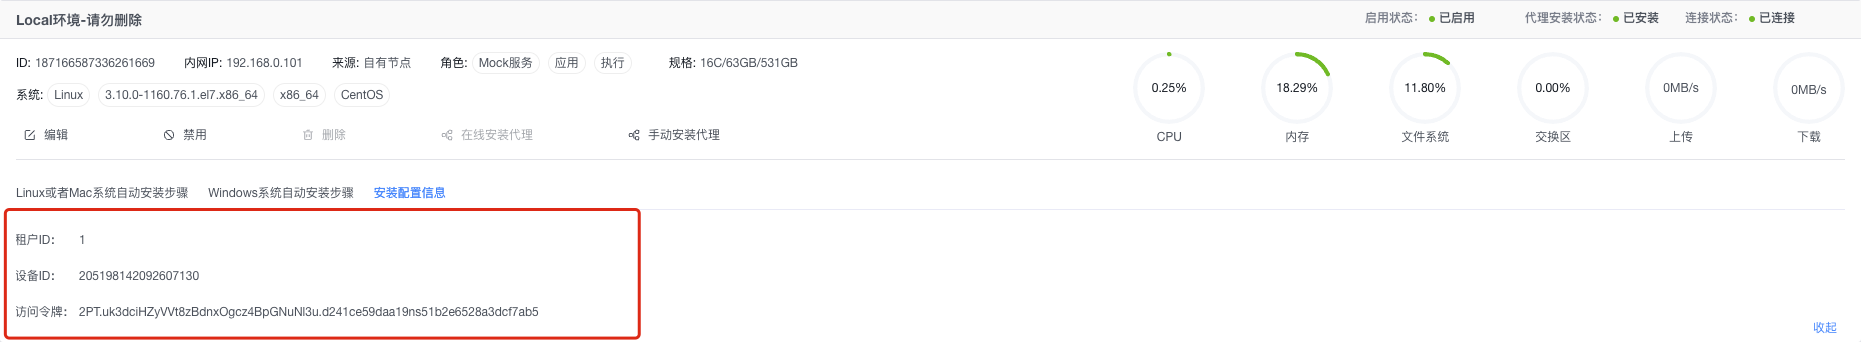 Local环境-请勿删除 启用状态： 已启用 代理安装状态： 已安装 连接状态： 已连接
ID: 187166587336261669 内网IP: 192.168.0.101 来源: 自有节点 角色: Mock服务 应用 执行 规格: 16C/63GB/531GB
系统: Linux 3.10.0-1160.76.1.el7.x86_64 x86_64 CentOS
0.25% 18.29% 11.80% 0.00% 0MB/s 0MB/s
CPU 内存 文件系统 交换区 上传 下载
编辑 禁用 删除 在线安装代理 手动安装代理
Linux或者Mac系统自动安装步骤 Windows系统自动安装步骤 安装配置信息
租户ID： 1
设备ID： 205198142092607130
访问令牌： 2PT.uk3dciHZyVVt8zBdnxOgcz4BpGNuNl3u.d241ce59daa19ns51b2e6528a3dcf7ab5
收起